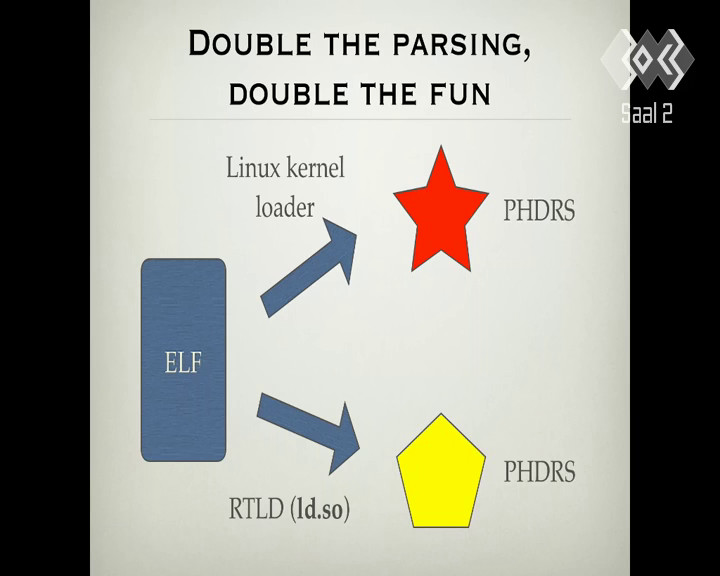 DOUBLE THE PARSING,
DOUBLE THE FUN
Saal 2
Linux kernel
loader
PHDRS
ELF
PHDRS
RTLD (ld.so)